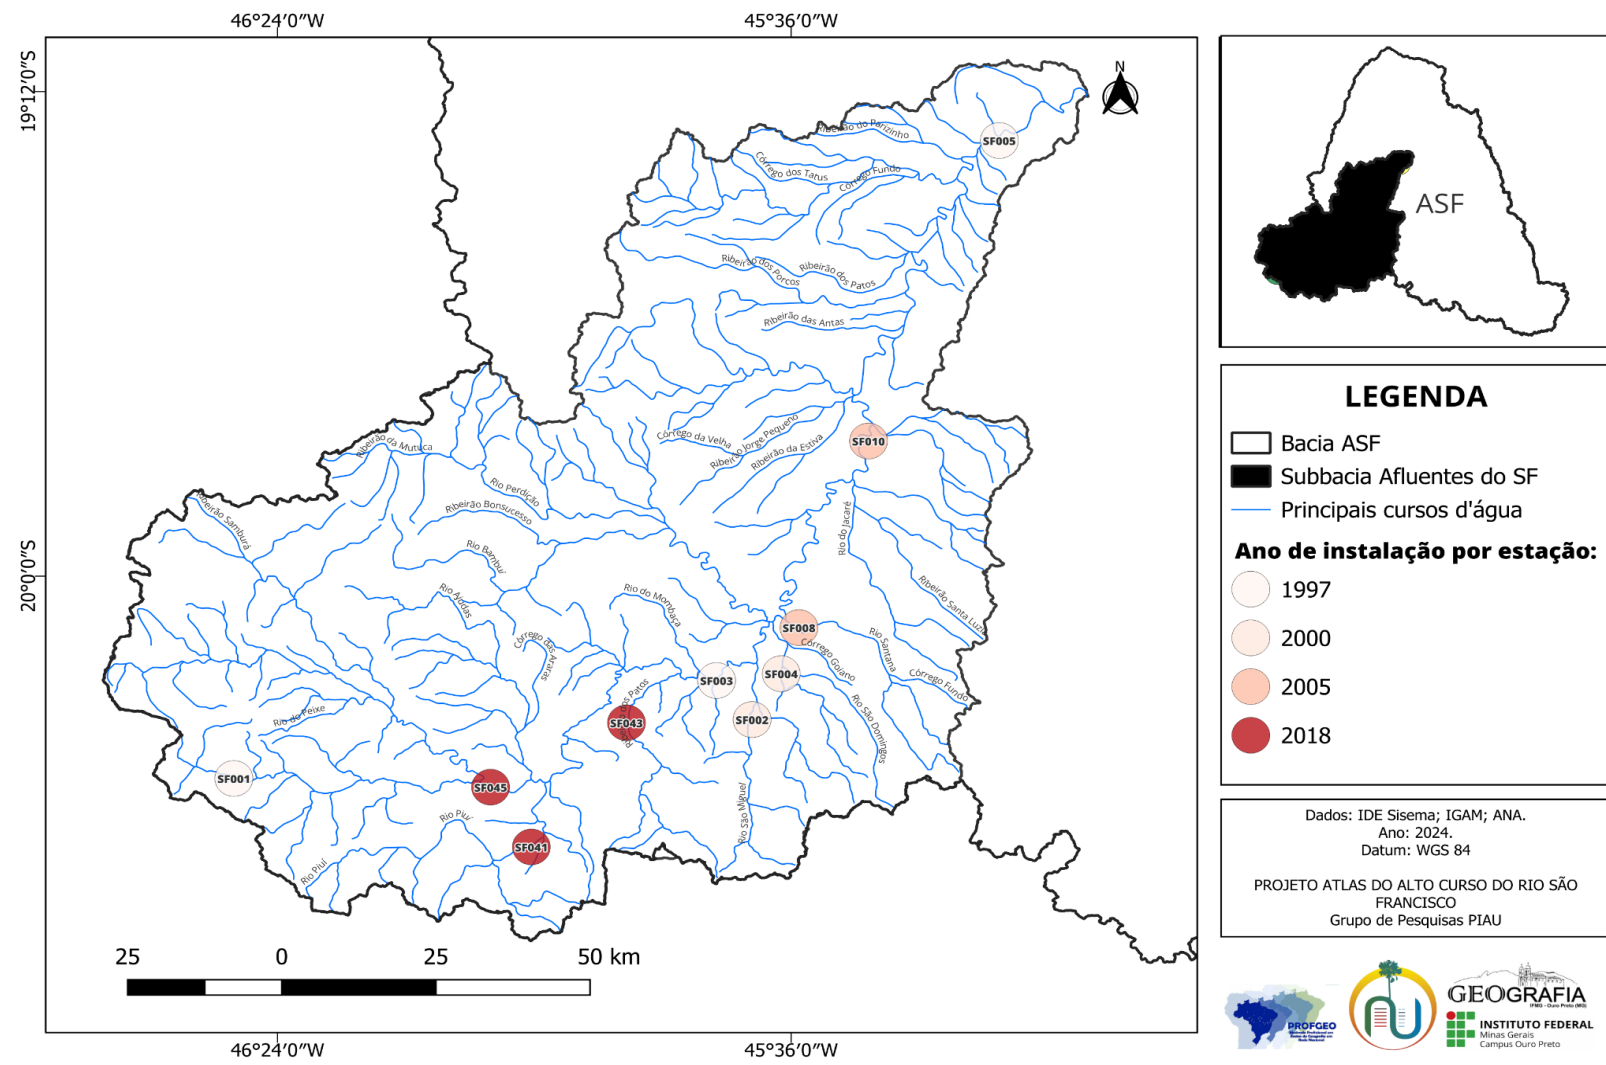 46°24′0″W
45°36′0″W
19°12′0″S
20°0′0″S
N
SF005
Ribeirão do Parizinho
Córrego dos Tarus
Córrego Fundo
Ribeirão dos Porcos
Ribeirão dos Patos
Ribeirão das Antas
Córrego da Velha
Ribeirão Jorge Pequeno
Ribeirão da Estiva
SF010
Ribeirão da Mutuca
Rio Perdição
Ribeirão Bonsucesso
Ribeirão Samburá
Rio Bambuí
Rio do Jacaré
Ribeirão Santa Luzia
Rio Ajudas
Rio do Mombaça
SF008
Córrego das Araras
Córrego Goiano
Rio Santana
Córrego Fundo
SF003
SF004
dos Patos
SF043
SF002
Rio São Domingos
Rio do Peixe
SF001
SF045
Rio São Miguel
Rio Piuí
SF041
Rio Piuí
25 0 25 50 km
46°24′0″W
45°36′0″W
ASF
LEGENDA
Bacia ASF
Subbacia Afluentes do SF
Principais cursos d'água
Ano de instalação por estação:
1997
2000
2005
2018
Dados: IDE Sisema; IGAM; ANA.
Ano: 2024.
Datum: WGS 84
PROJETO ATLAS DO ALTO CURSO DO RIO SÃO
FRANCISCO
Grupo de Pesquisas PIAU
PROFGEO
GEOGRAFIA
IFMG - Ouro Preto (MG)
INSTITUTO FEDERAL
Minas Gerais
Campus Ouro Preto